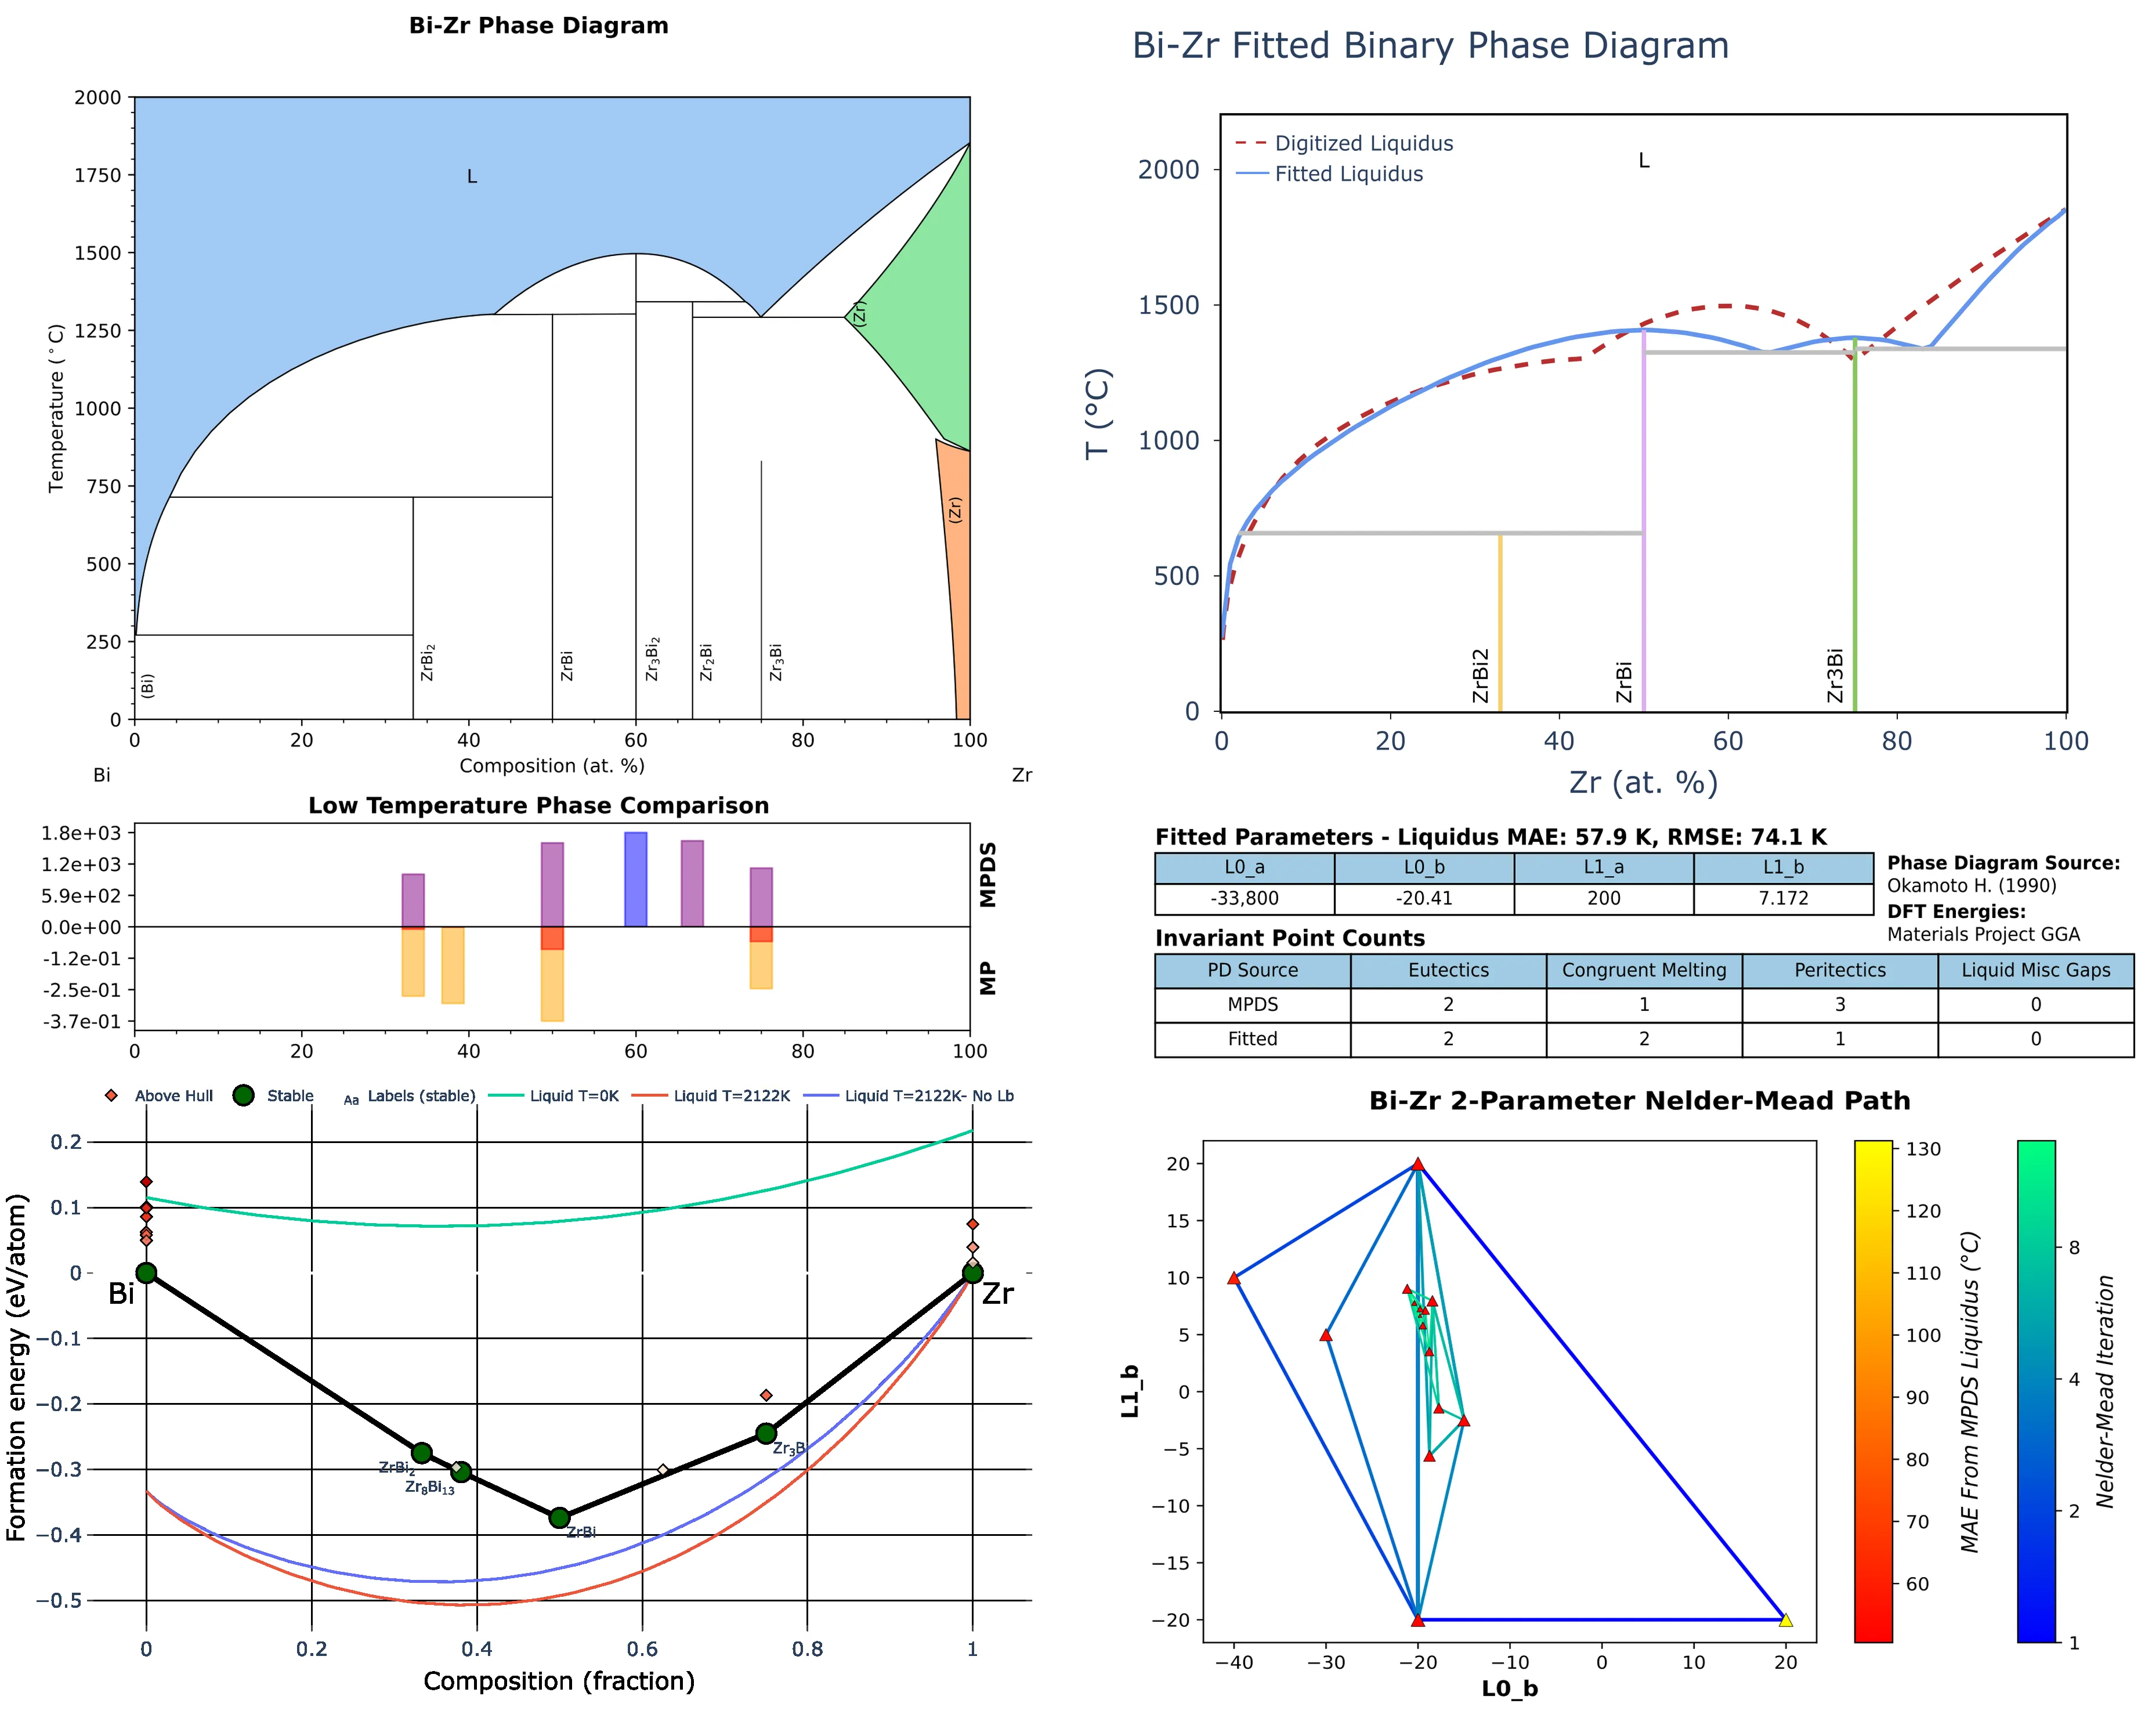 Bi-Zr Phase Diagram
2000
1750
1500
1250
1000
750
500
250
0
Temperature (°C)
L
(Zr)
(Zr)
(Bi)
ZrBi2
ZrBi
Zr3Bi2
Zr2Bi
Zr3Bi
0 20 40 60 80 100
Composition (at. %)
Bi Zr
Low Temperature Phase Comparison
1.8e+03
1.2e+03
5.9e+02
0.0e+00
-1.2e-01
-2.5e-01
-3.7e-01
MPDS
MP
0 20 40 60 80 100
Above Hull Stable Aa Labels (stable) Liquid T=0K Liquid T=2122K Liquid T=2122K- No Lb
0.2
0.1
0
−0.1
−0.2
−0.3
−0.4
−0.5
Formation energy (eV/atom)
Bi
Zr
ZrBi2
Zr8Bi13
ZrBi
Zr3B
0 0.2 0.4 0.6 0.8 1
Composition (fraction)
Bi-Zr Fitted Binary Phase Diagram
Digitized Liquidus
Fitted Liquidus
L
2000
1500
1000
500
0
T (°C)
ZrBi2
ZrBi
Zr3Bi
0 20 40 60 80 100
Zr (at. %)
Fitted Parameters - Liquidus MAE: 57.9 K, RMSE: 74.1 K
L0_a L0_b L1_a L1_b
-33,800 -20.41 200 7.172
Phase Diagram Source:
Okamoto H. (1990)
DFT Energies:
Materials Project GGA
Invariant Point Counts
PD Source Eutectics Congruent Melting Peritectics Liquid Misc Gaps
MPDS 2 1 3 0
Fitted 2 2 1 0
Bi-Zr 2-Parameter Nelder-Mead Path
20
15
10
5
0
−5
−10
−15
−20
L1_b
−40 −30 −20 −10 0 10 20
L0_b
130
120
110
100
90
80
70
60
MAE From MPDS Liquidus (°C)
8
4
2
1
Nelder-Mead Iteration